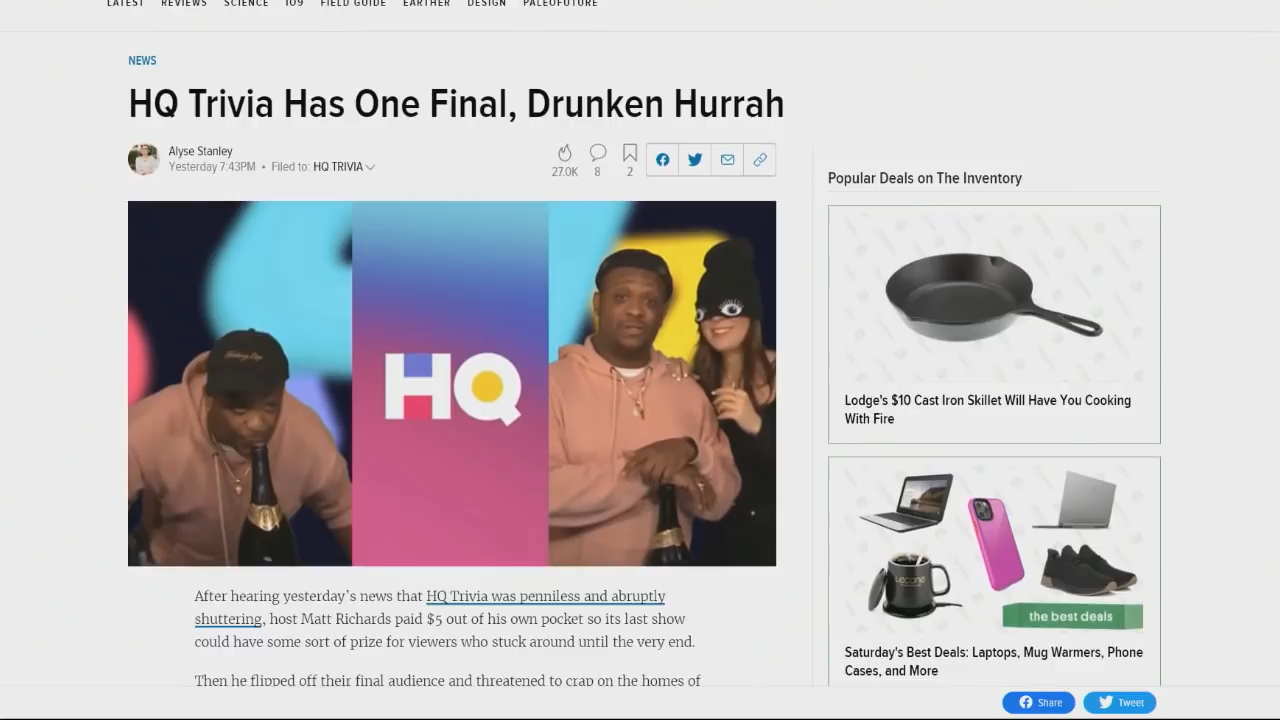 LATEST REVIEWS SCIENCE IO9 FIELD GUIDE EARTHER DESIGN PALEOFUTURE
NEWS
HQ Trivia Has One Final, Drunken Hurrah
Alyse Stanley
Yesterday 7:43PM • Filed to: HQ TRIVIA
27.0K 8 2
HQ
After hearing yesterday's news that HQ Trivia was penniless and abruptly
shuttering, host Matt Richards paid $5 out of his own pocket so its last show
could have some sort of prize for viewers who stuck around until the very end.
Then he flipped off their final audience and threatened to crap on the homes of
Popular Deals on The Inventory
Lodge's $10 Cast Iron Skillet Will Have You Cooking
With Fire
the best deals
Saturday's Best Deals: Laptops, Mug Warmers, Phone
Cases, and More
Share Tweet